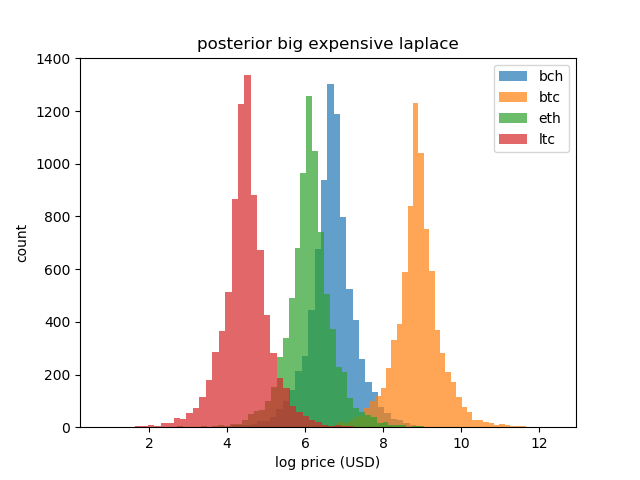 posterior big expensive laplace
1400
1200
1000
800
600
400
200
0
count
bch
btc
eth
ltc
2 4 6 8 10 12
log price (USD)